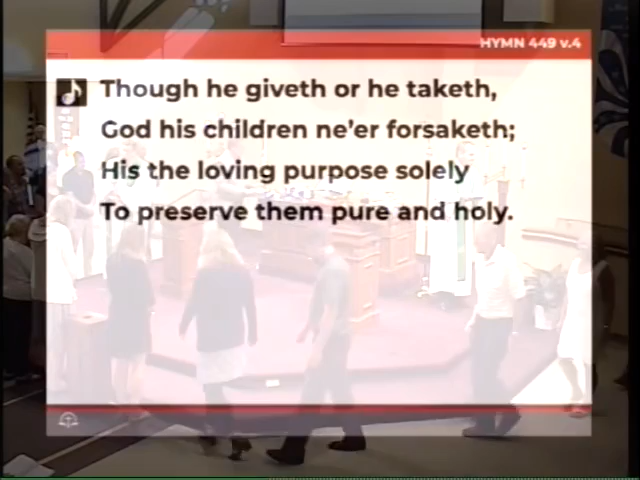 HYMN 449 v.4
Though he giveth or he taketh,
God his children ne'er forsaketh;
His the loving purpose solely
To preserve them pure and holy.